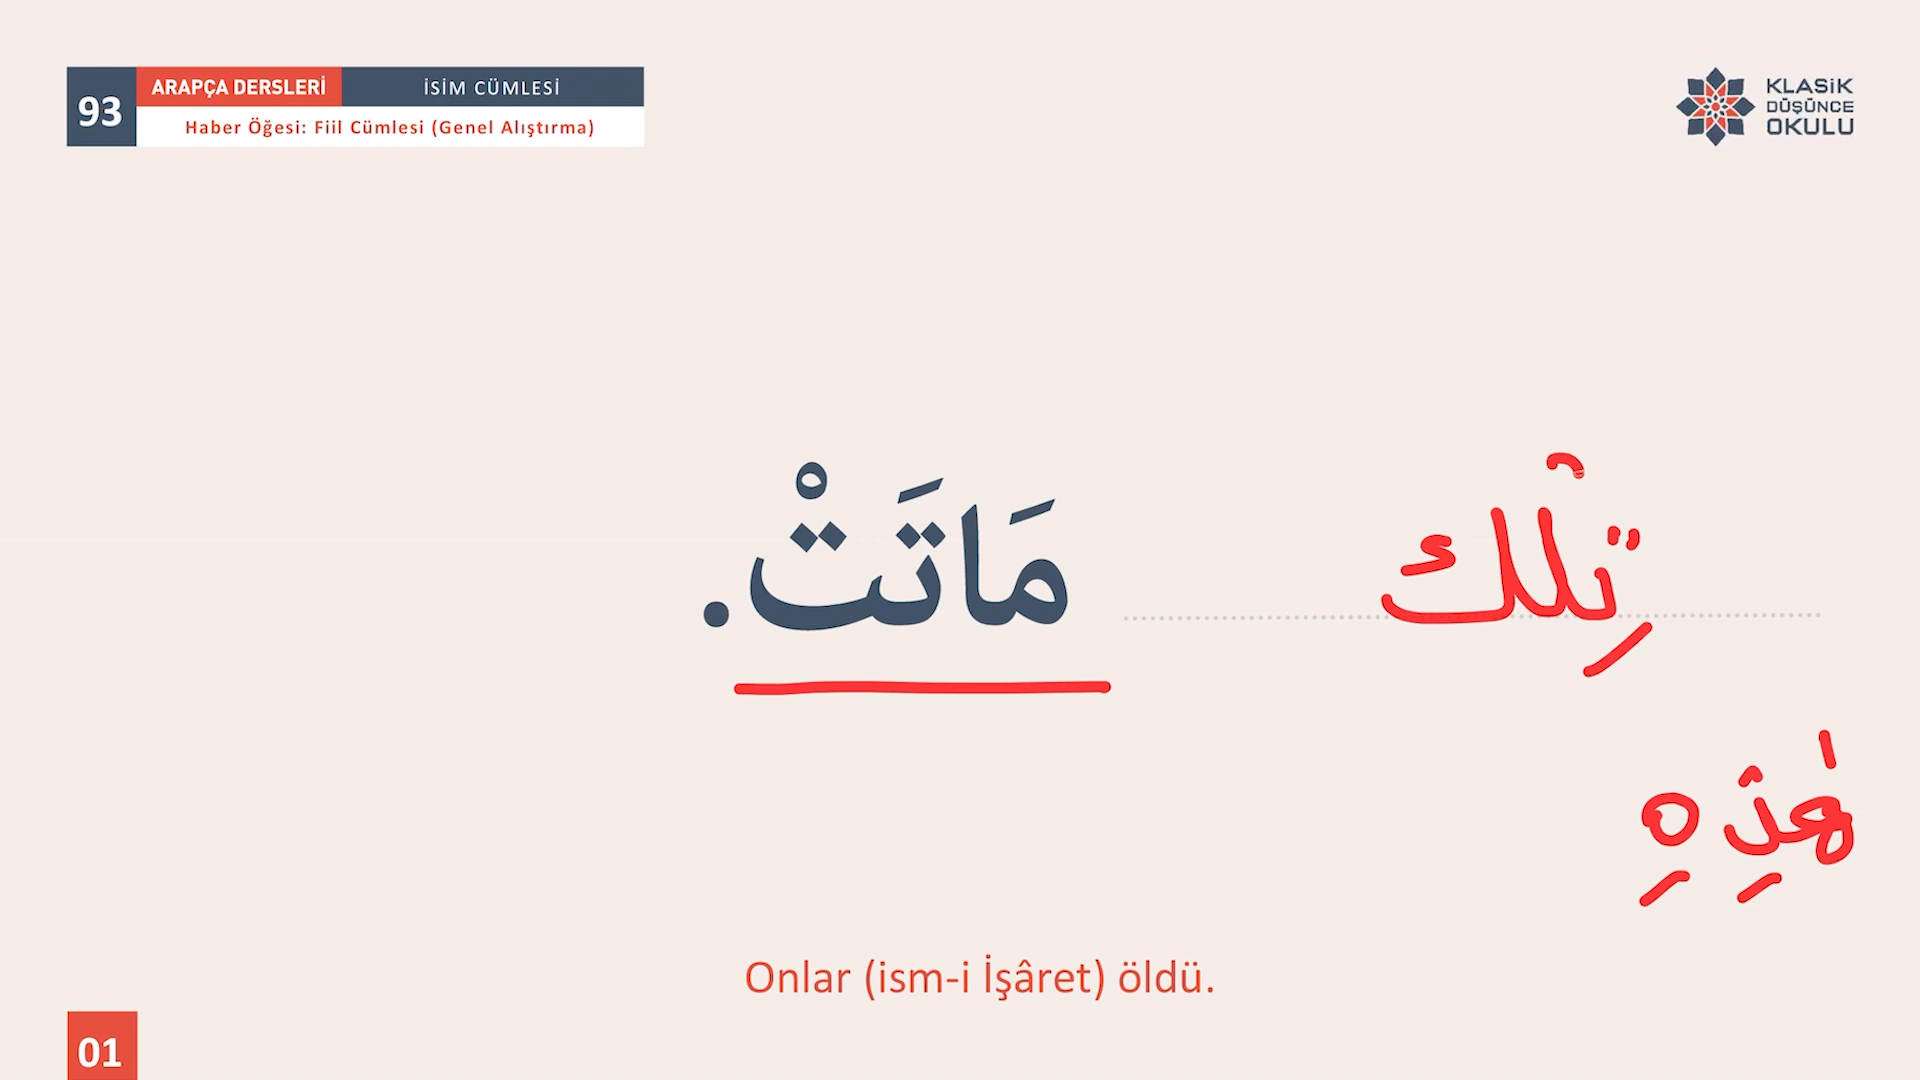 93
ARAPÇA DERSLERİ İSİM CÜMLESİ
Haber Öğesi: Fiil Cümlesi (Genel Alıştırma)
KLASİK
DÜŞÜNCE
OKULU
تِلْكَ مَاتَتْ.
هٰذِهِ
Onlar (ism-i İşâret) öldü.
01